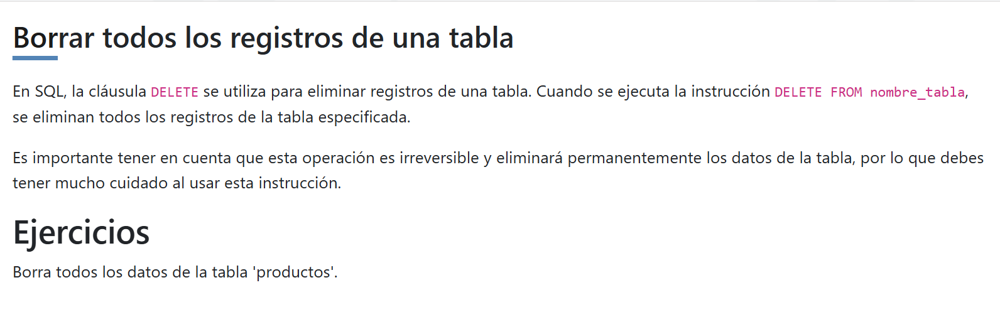 Borrar todos los registros de una tabla
En SQL, la cláusula DELETE se utiliza para eliminar registros de una tabla. Cuando se ejecuta la instrucción DELETE FROM nombre_tabla,
se eliminan todos los registros de la tabla especificada.
Es importante tener en cuenta que esta operación es irreversible y eliminará permanentemente los datos de la tabla, por lo que debes
tener mucho cuidado al usar esta instrucción.
Ejercicios
Borra todos los datos de la tabla 'productos'.